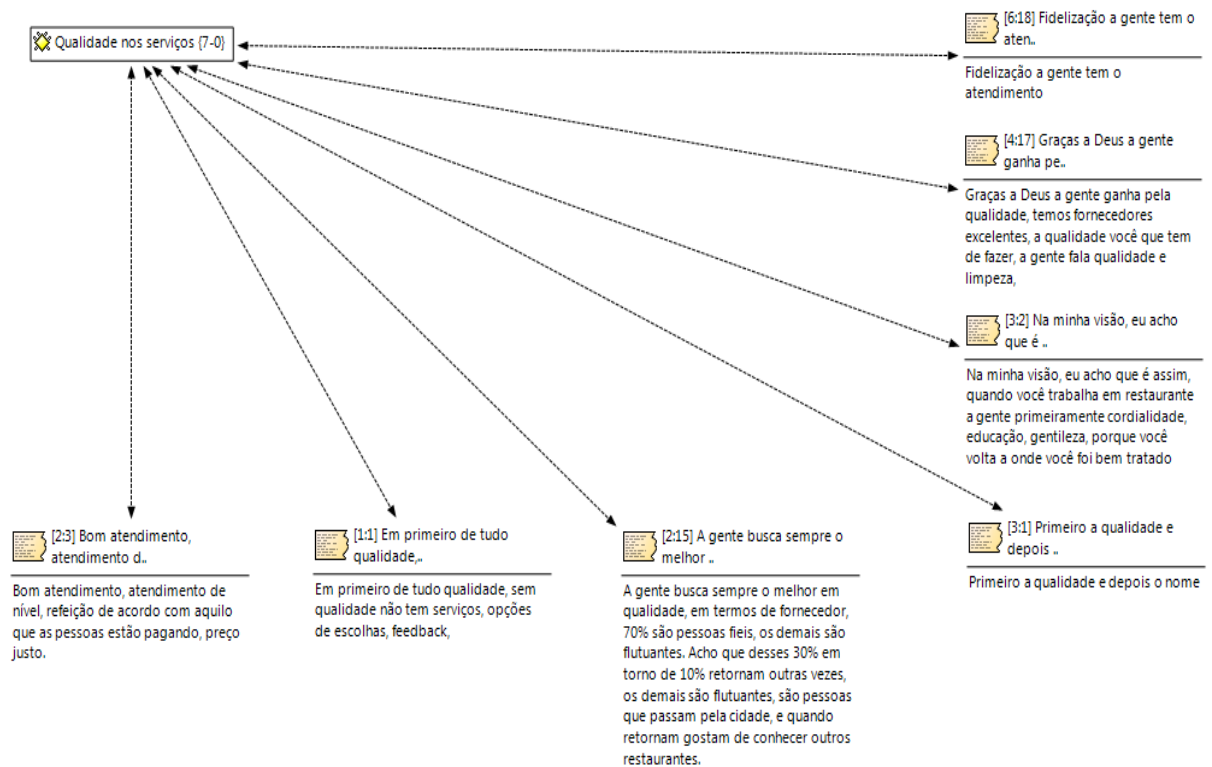 Qualidade nos serviços {7-0}
[6:18] Fidelização a gente tem o
aten..
Fidelização a gente tem o
atendimento
[4:17] Graças a Deus a gente
ganha pe..
Graças a Deus a gente ganha pela
qualidade, temos fornecedores
excelentes, a qualidade você que tem
de fazer, a gente fala qualidade e
limpeza,
[3:2] Na minha visão, eu acho
que é ..
Na minha visão, eu acho que é assim,
quando você trabalha em restaurante
a gente primeiramente cordialidade,
educação, gentileza, porque você
volta a onde você foi bem tratado
[2:3] Bom atendimento,
atendimento d..
Bom atendimento, atendimento de
nível, refeição de acordo com aquilo
que as pessoas estão pagando, preço
justo.
[1:1] Em primeiro de tudo
qualidade,..
Em primeiro de tudo qualidade, sem
qualidade não tem serviços, opções
de escolhas, feedback,
[2:15] A gente busca sempre o
melhor ..
A gente busca sempre o melhor em
qualidade, em termos de fornecedor,
70% são pessoas fieis, os demais são
flutuantes. Acho que desses 30% em
torno de 10% retornam outras vezes,
os demais são flutuantes, são pessoas
que passam pela cidade, e quando
retornam gostam de conhecer outros
restaurantes.
[3:1] Primeiro a qualidade e
depois ..
Primeiro a qualidade e depois o nome